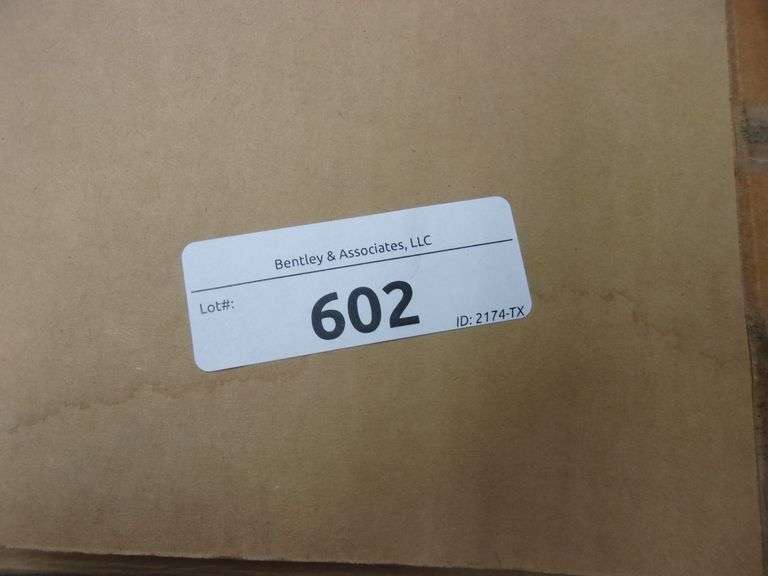 Bentley & Associates, LLC
Lot#:
602
ID: 2174-TX